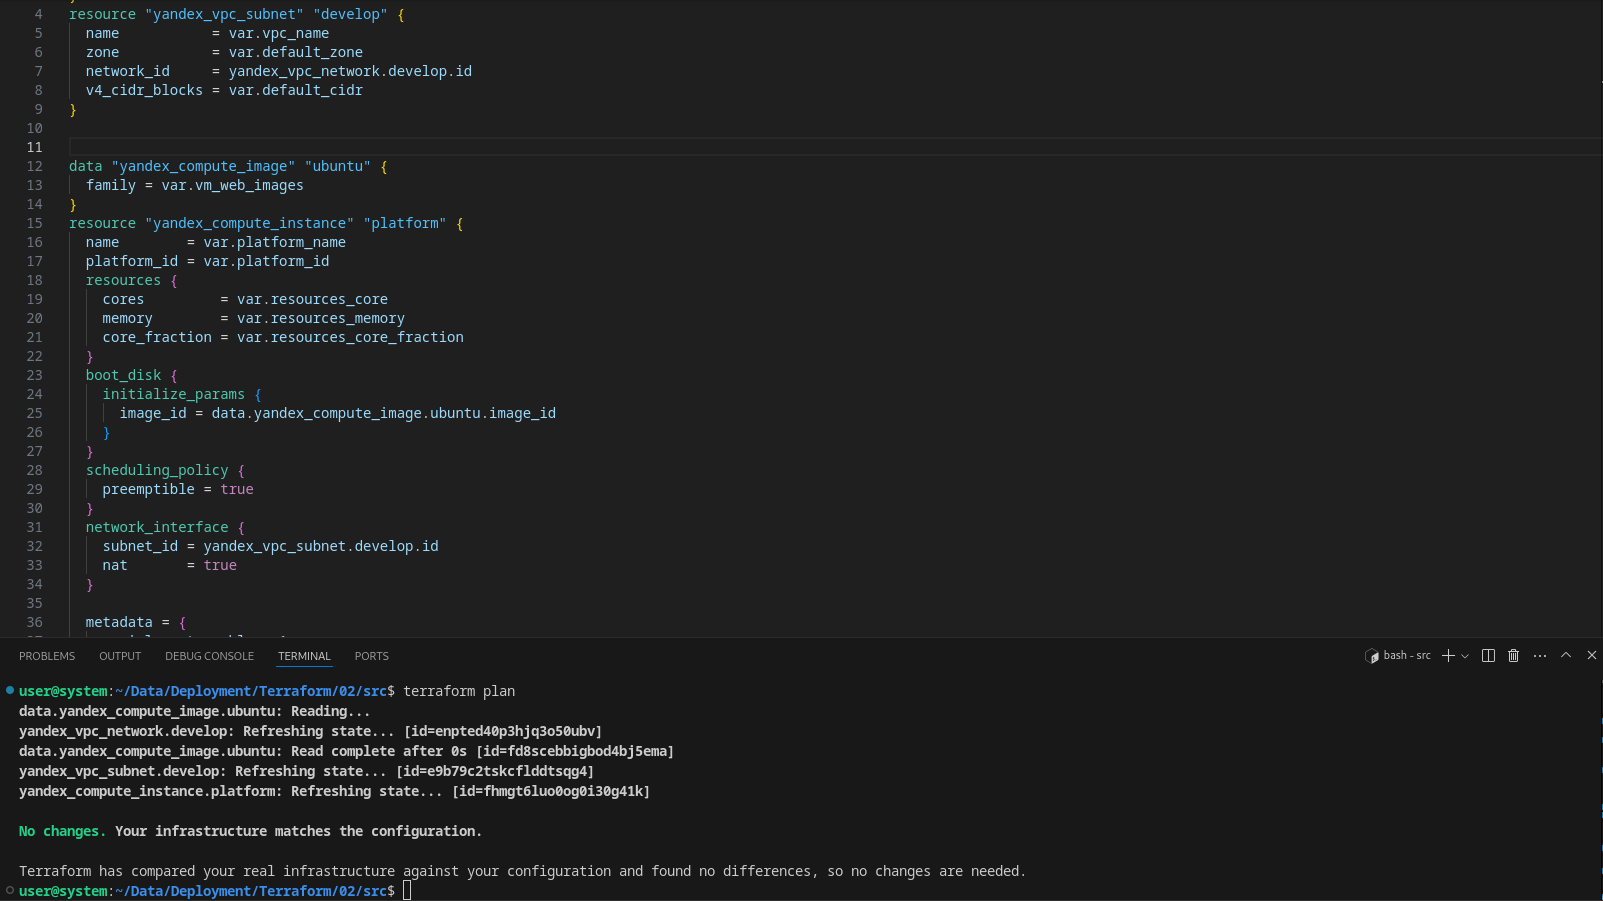 4 resource "yandex_vpc_subnet" "develop" {
5 name = var.vpc_name
6 zone = var.default_zone
7 network_id = yandex_vpc_network.develop.id
8 v4_cidr_blocks = var.default_cidr
9 }
10
11
12 data "yandex_compute_image" "ubuntu" {
13 family = var.vm_web_images
14 }
15 resource "yandex_compute_instance" "platform" {
16 name = var.platform_name
17 platform_id = var.platform_id
18 resources {
19 cores = var.resources_core
20 memory = var.resources_memory
21 core_fraction = var.resources_core_fraction
22 }
23 boot_disk {
24 initialize_params {
25 image_id = data.yandex_compute_image.ubuntu.image_id
26 }
27 }
28 scheduling_policy {
29 preemptible = true
30 }
31 network_interface {
32 subnet_id = yandex_vpc_subnet.develop.id
33 nat = true
34 }
35
36 metadata = {
PROBLEMS OUTPUT DEBUG CONSOLE TERMINAL PORTS bash - src
user@system:~/Data/Deployment/Terraform/02/src$ terraform plan
data.yandex_compute_image.ubuntu: Reading...
yandex_vpc_network.develop: Refreshing state... [id=enpted40p3hjq3o50ubv]
data.yandex_compute_image.ubuntu: Read complete after 0s [id=fd8scebbigbod4bj5ema]
yandex_vpc_subnet.develop: Refreshing state... [id=e9b79c2tskcflddtsqg4]
yandex_compute_instance.platform: Refreshing state... [id=fhmgt6luo0og0i30g41k]
No changes. Your infrastructure matches the configuration.
Terraform has compared your real infrastructure against your configuration and found no differences, so no changes are needed.
user@system:~/Data/Deployment/Terraform/02/src$